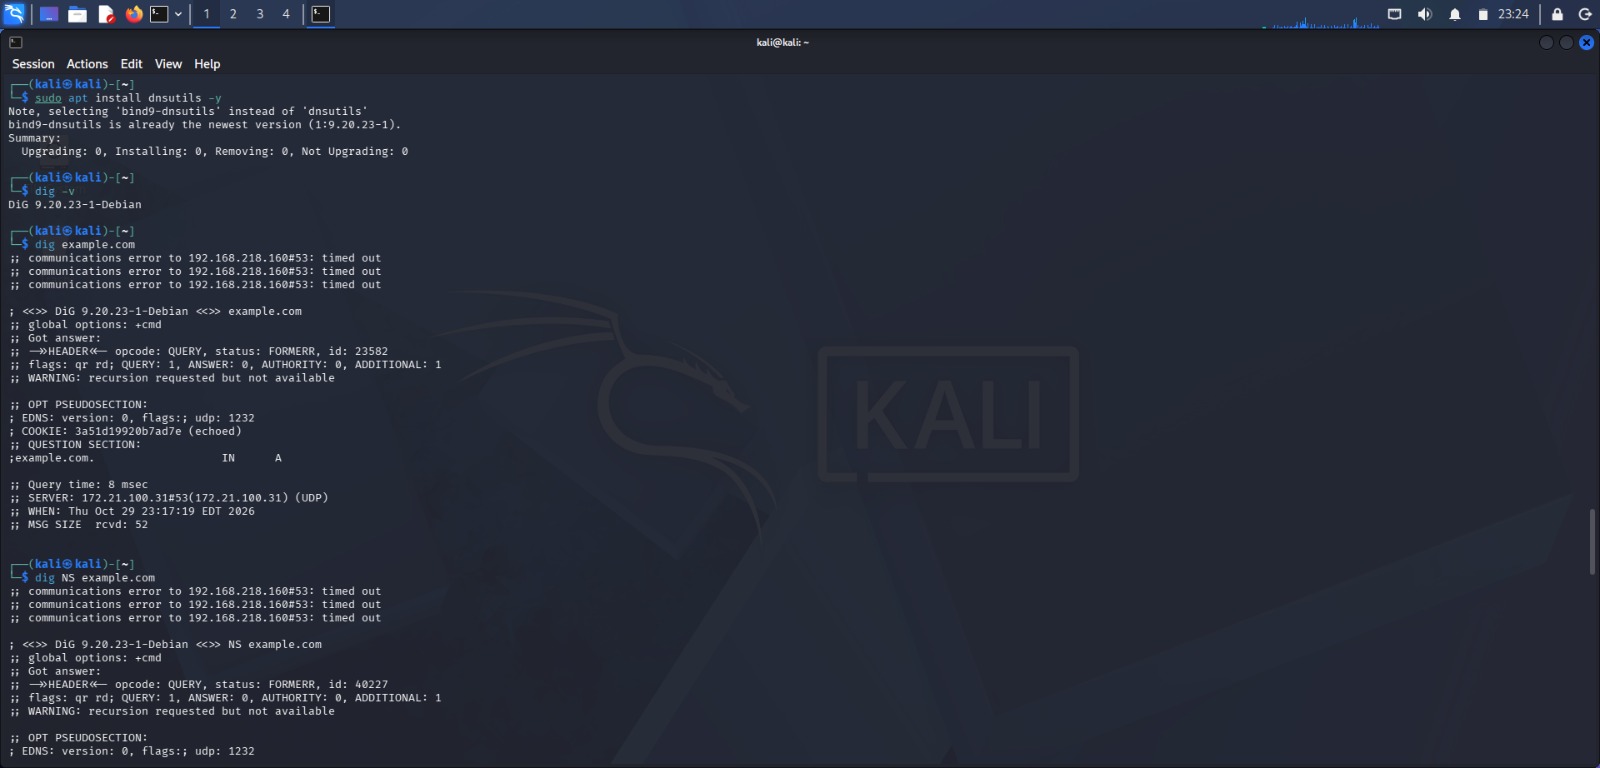 1 2 3 4 23:24
kali@kali: ~
Session Actions Edit View Help
┌──(kali㉿kali)-[~]
└─$ sudo apt install dnsutils -y
Note, selecting 'bind9-dnsutils' instead of 'dnsutils'
bind9-dnsutils is already the newest version (1:9.20.23-1).
Summary:
  Upgrading: 0, Installing: 0, Removing: 0, Not Upgrading: 0
┌──(kali㉿kali)-[~]
└─$ dig -v
DiG 9.20.23-1-Debian
┌──(kali㉿kali)-[~]
└─$ dig example.com
;; communications error to 192.168.218.160#53: timed out
;; communications error to 192.168.218.160#53: timed out
;; communications error to 192.168.218.160#53: timed out
; <<>> DiG 9.20.23-1-Debian <<>> example.com
;; global options: +cmd
;; Got answer:
;; ->>HEADER<<- opcode: QUERY, status: FORMERR, id: 23582
;; flags: qr rd; QUERY: 1, ANSWER: 0, AUTHORITY: 0, ADDITIONAL: 1
;; WARNING: recursion requested but not available
;; OPT PSEUDOSECTION:
; EDNS: version: 0, flags:; udp: 1232
; COOKIE: 3a51d19920b7ad7e (echoed)
;; QUESTION SECTION:
;example.com. IN A
;; Query time: 8 msec
;; SERVER: 172.21.100.31#53(172.21.100.31) (UDP)
;; WHEN: Thu Oct 29 23:17:19 EDT 2026
;; MSG SIZE  rcvd: 52
┌──(kali㉿kali)-[~]
└─$ dig NS example.com
;; communications error to 192.168.218.160#53: timed out
;; communications error to 192.168.218.160#53: timed out
;; communications error to 192.168.218.160#53: timed out
; <<>> DiG 9.20.23-1-Debian <<>> NS example.com
;; global options: +cmd
;; Got answer:
;; ->>HEADER<<- opcode: QUERY, status: FORMERR, id: 40227
;; flags: qr rd; QUERY: 1, ANSWER: 0, AUTHORITY: 0, ADDITIONAL: 1
;; WARNING: recursion requested but not available
;; OPT PSEUDOSECTION:
; EDNS: version: 0, flags:; udp: 1232
KALI